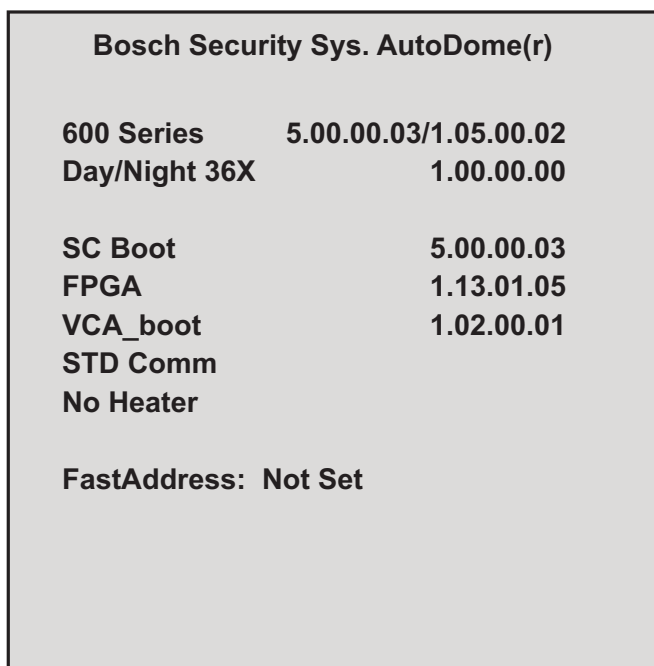 Bosch Security Sys. AutoDome(r)
600 Series 5.00.00.03/1.05.00.02
Day/Night 36X 1.00.00.00
SC Boot 5.00.00.03
FPGA 1.13.01.05
VCA_boot 1.02.00.01
STD Comm
No Heater
FastAddress: Not Set